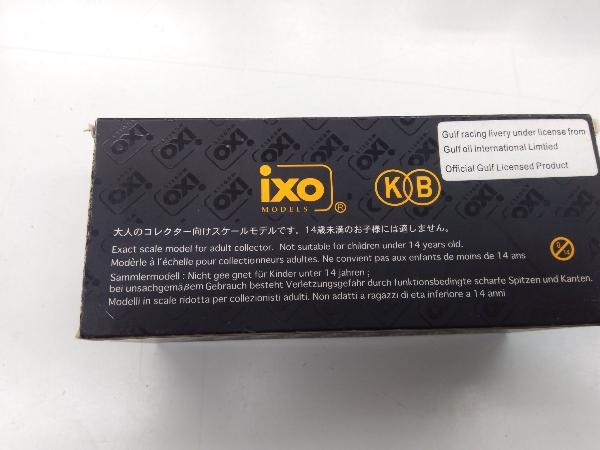 Gulf racing livery under license from
Gulf oil international Limtied
Official Gulf Licensed Product
ixo
MODELS ®
KB
大人のコレクター向けスケールモデルです。14歳未満のお子様には適しません。
Exact scale model for adult collector. Not suitable for children under 14 years old.
Modèrle à l'échelle pour collectionneurs adultes. Ne convient pas aux enfants de moins de 14 ans
Sammlermodell : Nicht gee gnet für Kinder unter 14 jahren ;
bei unsachgemäßem Gebrauch besteht Verletzungsgefahr durch funktionsbedingte scharfe Spitzen und Kanten.
Modelli in scale ridotta per collezionisti adulti. Non adatti a ragazzi di eta inferiore a 14 anni